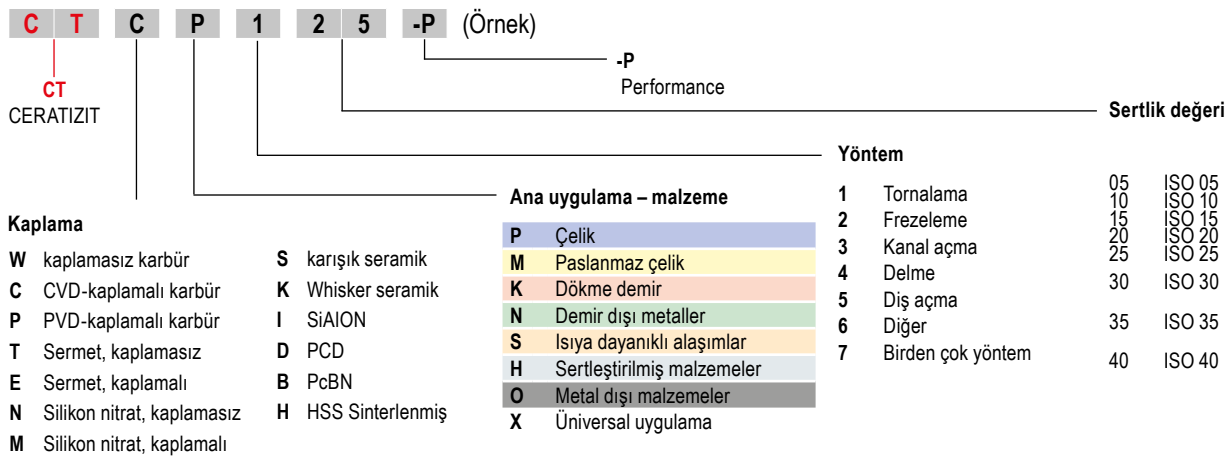 C T C P 1 2 5 -P (Örnek)
CT
CERATIZIT
-P
Performance
Sertlik değeri
05 ISO 05
10 ISO 10
15 ISO 15
20 ISO 20
25 ISO 25
30 ISO 30
35 ISO 35
40 ISO 40
Yöntem
1 Tornalama
2 Frezeleme
3 Kanal açma
4 Delme
5 Diş açma
6 Diğer
7 Birden çok yöntem
Ana uygulama – malzeme
P Çelik
M Paslanmaz çelik
K Dökme demir
N Demir dışı metaller
S Isıya dayanıklı alaşımlar
H Sertleştirilmiş malzemeler
O Metal dışı malzemeler
X Üniversal uygulama
Kaplama
W kaplamasız karbür
C CVD-kaplamalı karbür
P PVD-kaplamalı karbür
T Sermet, kaplamasız
E Sermet, kaplamalı
N Silikon nitrat, kaplamasız
M Silikon nitrat, kaplamalı
S karışık seramik
K Whisker seramik
I SiAlON
D PCD
B PcBN
H HSS Sinterlenmiş